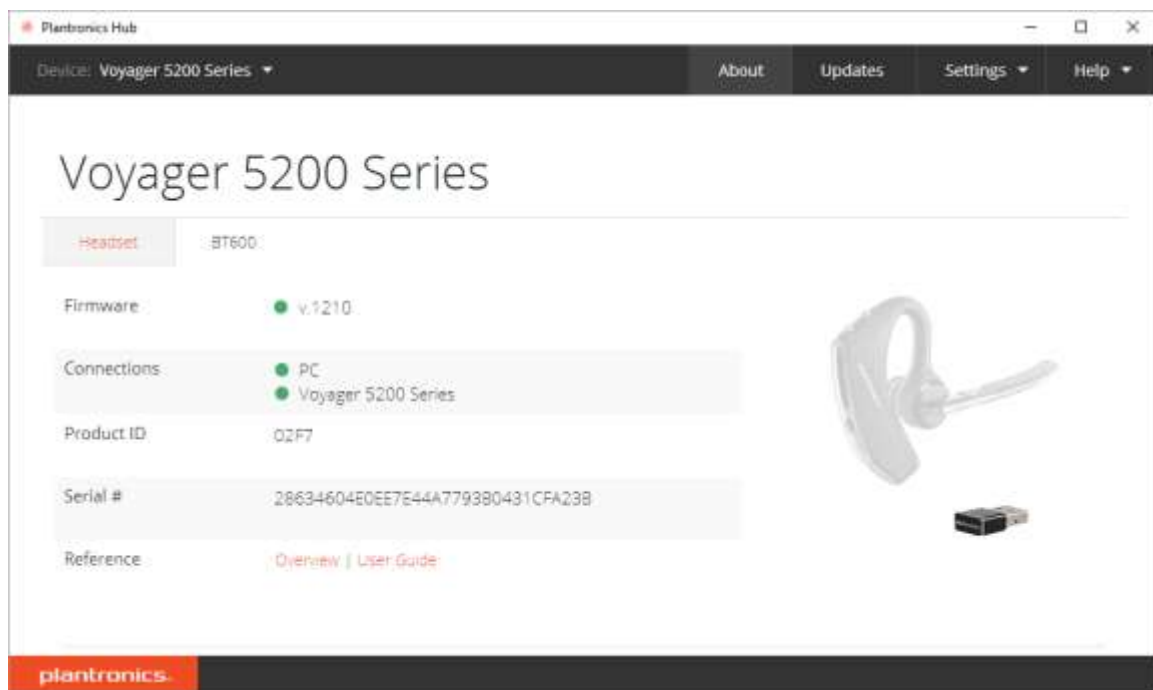 Plantronics Hub
Device: Voyager 5200 Series
About
Updates
Settings
Help
Voyager 5200 Series
Headset
BT600
Firmware
v.1210
Connections
PC
Voyager 5200 Series
Product ID
02F7
Serial #
28634604E0EE7E44A7793B0431CFA23B
Reference
Overview | User Guide
plantronics.